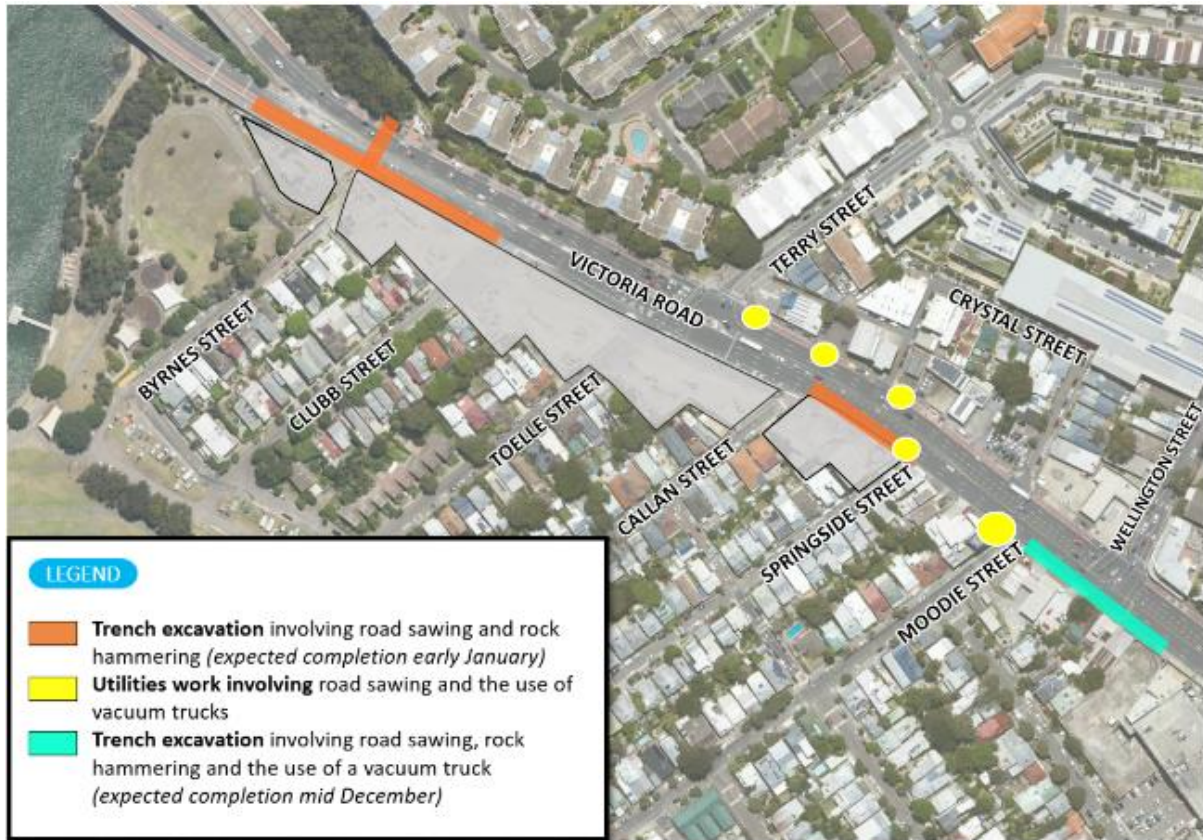 TERRY STREET
VICTORIA ROAD
CRYSTAL STREET
BYRNES STREET
CLUBB STREET
TOELLE STREET
CALLAN STREET
SPRINGSIDE STREET
WELLINGTON STREET
MOODIE STREET
LEGEND
Trench excavation involving road sawing and rock
hammering (expected completion early January)
Utilities work involving road sawing and the use of
vacuum trucks
Trench excavation involving road sawing, rock
hammering and the use of a vacuum truck
(expected completion mid December)